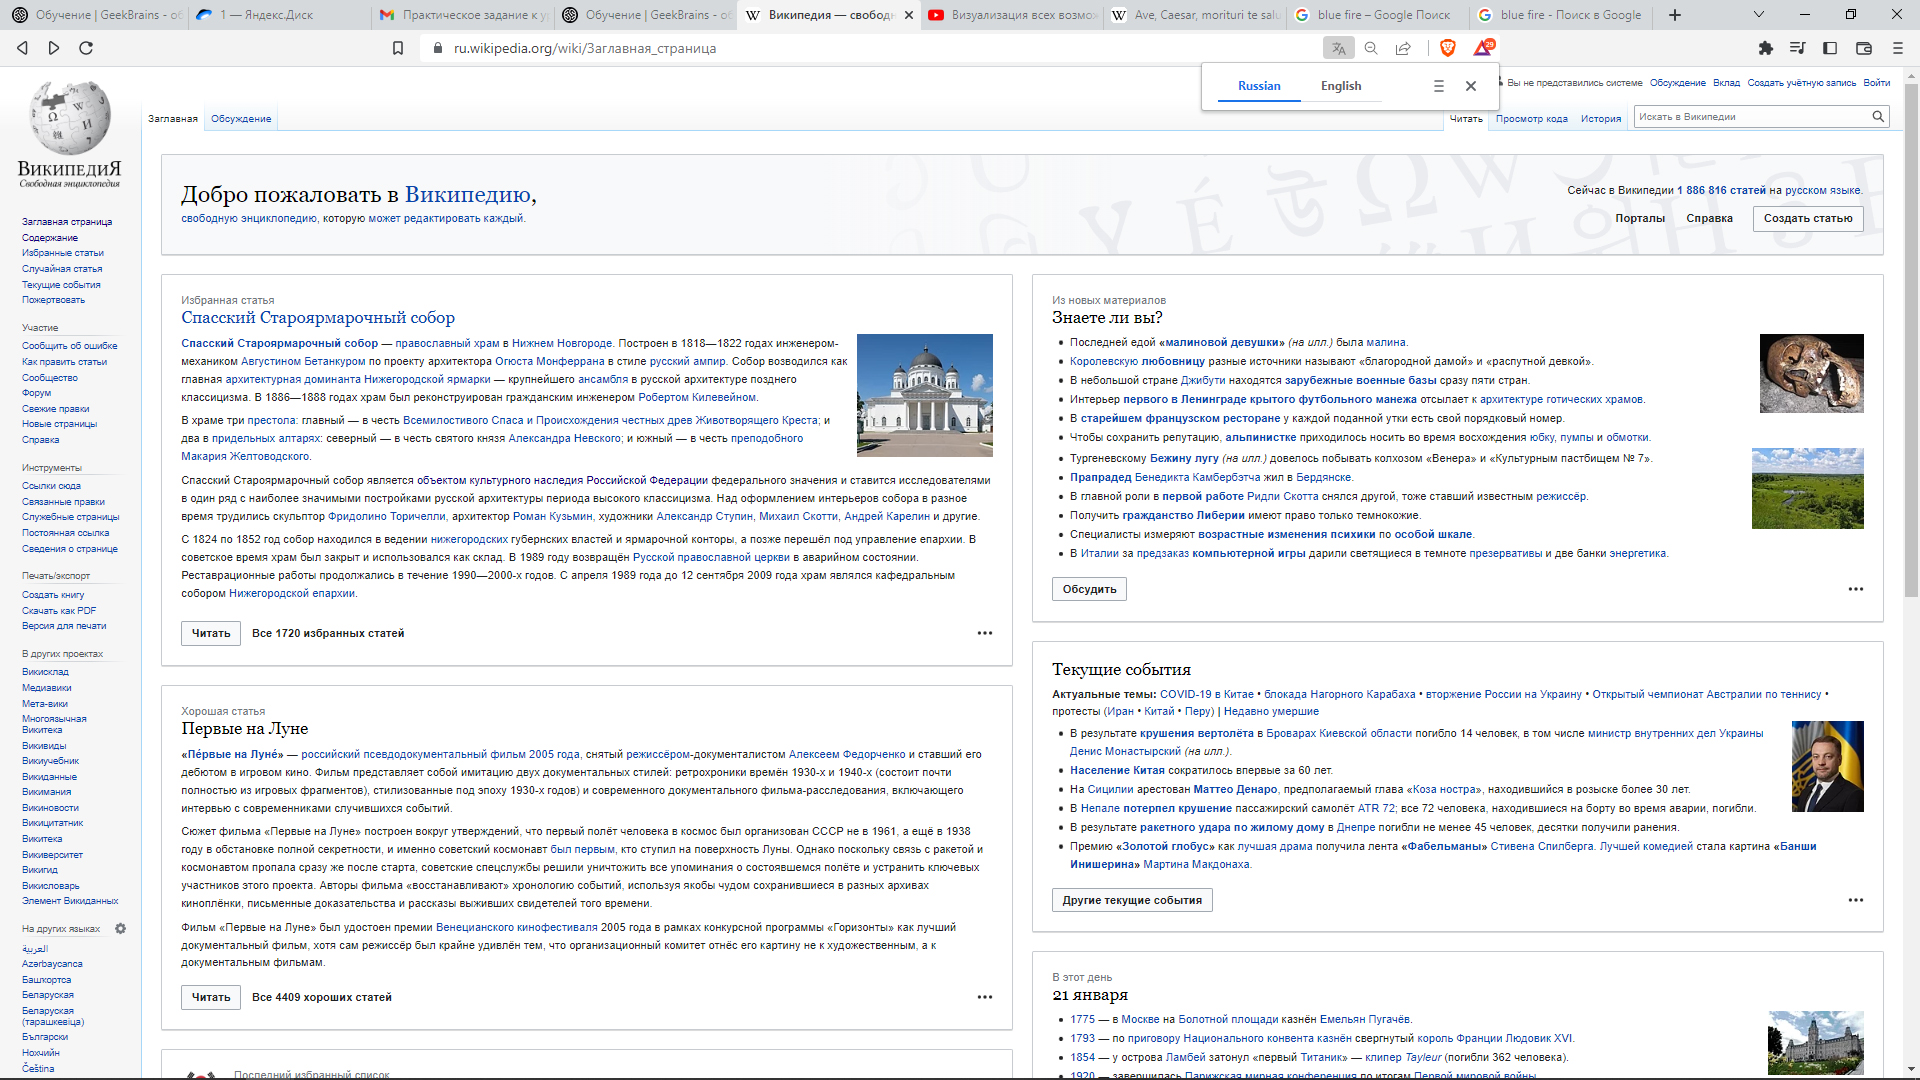 Обучение | GeekBrains - об
1 — Яндекс.Диск
Практическое задание к ур
Обучение | GeekBrains - об
Википедия — свободн
Визуализация всех возмож
Ave, Caesar, morituri te salu
blue fire – Google Поиск
blue fire - Поиск в Google
ru.wikipedia.org/wiki/Заглавная_страница
29
Russian
English
Вы не представились системе
Обсуждение
Вклад
Создать учётную запись
Войти
Заглавная
Обсуждение
Читать
Просмотр кода
История
Искать в Википедии
ВикипедиЯ
Свободная энциклопедия
Заглавная страница
Содержание
Избранные статьи
Случайная статья
Текущие события
Пожертвовать
Участие
Сообщить об ошибке
Как править статьи
Сообщество
Форум
Свежие правки
Новые страницы
Справка
Инструменты
Ссылки сюда
Связанные правки
Служебные страницы
Постоянная ссылка
Сведения о странице
Печать/экспорт
Создать книгу
Скачать как PDF
Версия для печати
В других проектах
Викисклад
Медиавики
Мета-вики
Многоязычная
Викитека
Викивиды
Викиучебник
Викиданные
Викимания
Викиновости
Викицитатник
Викитека
Викиверситет
Викигид
Викисловарь
Элемент Викиданных
На других языках
العربية
Azərbaycanca
Башҡортса
Беларуская
Беларуская
(тарашкевіца)
Български
Нохчийн
Čeština
Добро пожаловать в Википедию,
свободную энциклопедию, которую может редактировать каждый.
Сейчас в Википедии 1 886 816 статей на русском языке.
Порталы
Справка
Создать статью
Избранная статья
Спасский Староярмарочный собор
Спасский Староярмарочный собор — православный храм в Нижнем Новгороде. Построен в 1818—1822 годах инженером-
механиком Августином Бетанкуром по проекту архитектора Огюста Монферрана в стиле русский ампир. Собор возводился как
главная архитектурная доминанта Нижегородской ярмарки — крупнейшего ансамбля в русской архитектуре позднего
классицизма. В 1886—1888 годах храм был реконструирован гражданским инженером Робертом Килевейном.
В храме три престола: главный — в честь Всемилостивого Спаса и Происхождения честных древ Животворящего Креста; и
два в придельных алтарях: северный — в честь святого князя Александра Невского; и южный — в честь преподобного
Макария Желтоводского.
Спасский Староярмарочный собор является объектом культурного наследия Российской Федерации федерального значения и ставится исследователями
в один ряд с наиболее значимыми постройками русской архитектуры периода высокого классицизма. Над оформлением интерьеров собора в разное
время трудились скульптор Фридолино Торичелли, архитектор Роман Кузьмин, художники Александр Ступин, Михаил Скотти, Андрей Карелин и другие.
С 1824 по 1852 год собор находился в ведении нижегородских губернских властей и ярмарочной конторы, а позже перешёл под управление епархии. В
советское время храм был закрыт и использовался как склад. В 1989 году возвращён Русской православной церкви в аварийном состоянии.
Реставрационные работы продолжались в течение 1990—2000-х годов. С апреля 1989 года до 12 сентября 2009 года храм являлся кафедральным
собором Нижегородской епархии.
Читать
Все 1720 избранных статей
Хорошая статья
Первые на Луне
«Пе́рвые на Луне́» — российский псевдодокументальный фильм 2005 года, снятый режиссёром-документалистом Алексеем Федорченко и ставший его
дебютом в игровом кино. Фильм представляет собой имитацию двух документальных стилей: ретрохроники времён 1930-х и 1940-х (состоит почти
полностью из игровых фрагментов), стилизованные под эпоху 1930-х годов) и современного документального фильма-расследования, включающего
интервью с современниками случившихся событий.
Сюжет фильма «Первые на Луне» построен вокруг утверждений, что первый полёт человека в космос был организован СССР не в 1961, а ещё в 1938
году в обстановке полной секретности, и именно советский космонавт был первым, кто ступил на поверхность Луны. Однако поскольку связь с ракетой и
космонавтом пропала сразу же после старта, советские спецслужбы решили уничтожить все упоминания о состоявшемся полёте и устранить ключевых
участников этого проекта. Авторы фильма «восстанавливают» хронологию событий, используя якобы чудом сохранившиеся в разных архивах
киноплёнки, письменные доказательства и рассказы выживших свидетелей того времени.
Фильм «Первые на Луне» был удостоен премии Венецианского кинофестиваля 2005 года в рамках конкурсной программы «Горизонты» как лучший
документальный фильм, хотя сам режиссёр был крайне удивлён тем, что организационный комитет отнёс его картину не к художественным, а к
документальным фильмам.
Читать
Все 4409 хороших статей
Последний избранный список
Из новых материалов
Знаете ли вы?
Последней едой «малиновой девушки» (на илл.) была малина.
Королевскую любовницу разные источники называют «благородной дамой» и «распутной девкой».
В небольшой стране Джибути находятся зарубежные военные базы сразу пяти стран.
Интерьер первого в Ленинграде крытого футбольного манежа отсылает к архитектуре готических храмов.
В старейшем французском ресторане у каждой поданной утки есть свой порядковый номер.
Чтобы сохранить репутацию, альпинистке приходилось носить во время восхождения юбку, пумпы и обмотки.
Тургеневскому Бежину лугу (на илл.) довелось побывать колхозом «Венера» и «Культурным пастбищем № 7».
Прапрадед Бенедикта Камбербэтча жил в Бердянске.
В главной роли в первой работе Ридли Скотта снялся другой, тоже ставший известным режиссёр.
Получить гражданство Либерии имеют право только темнокожие.
Специалисты измеряют возрастные изменения психики по особой шкале.
В Италии за предзаказ компьютерной игры дарили светящиеся в темноте презервативы и две банки энергетика.
Обсудить
Текущие события
Актуальные темы: COVID-19 в Китае • блокада Нагорного Карабаха • вторжение России на Украину • Открытый чемпионат Австралии по теннису •
протесты (Иран • Китай • Перу) | Недавно умершие
В результате крушения вертолёта в Броварах Киевской области погибло 14 человек, в том числе министр внутренних дел Украины
Денис Монастырский (на илл.).
Население Китая сократилось впервые за 60 лет.
На Сицилии арестован Маттео Денаро, предполагаемый глава «Коза ностра», находившийся в розыске более 30 лет.
В Непале потерпел крушение пассажирский самолёт ATR 72; все 72 человека, находившиеся на борту во время аварии, погибли.
В результате ракетного удара по жилому дому в Днепре погибли не менее 45 человек, десятки получили ранения.
Премию «Золотой глобус» как лучшая драма получила лента «Фабельманы» Стивена Спилберга. Лучшей комедией стала картина «Банши
Инишерина» Мартина Макдонаха.
Другие текущие события
В этот день
21 января
1775 — в Москве на Болотной площади казнён Емельян Пугачёв.
1793 — по приговору Национального конвента казнён свергнутый король Франции Людовик XVI.
1854 — у острова Ламбей затонул «первый Титаник» — клипер Tayleur (погибли 362 человека).
1920 — завершилась Парижская мирная конференция по итогам Первой мировой войны.